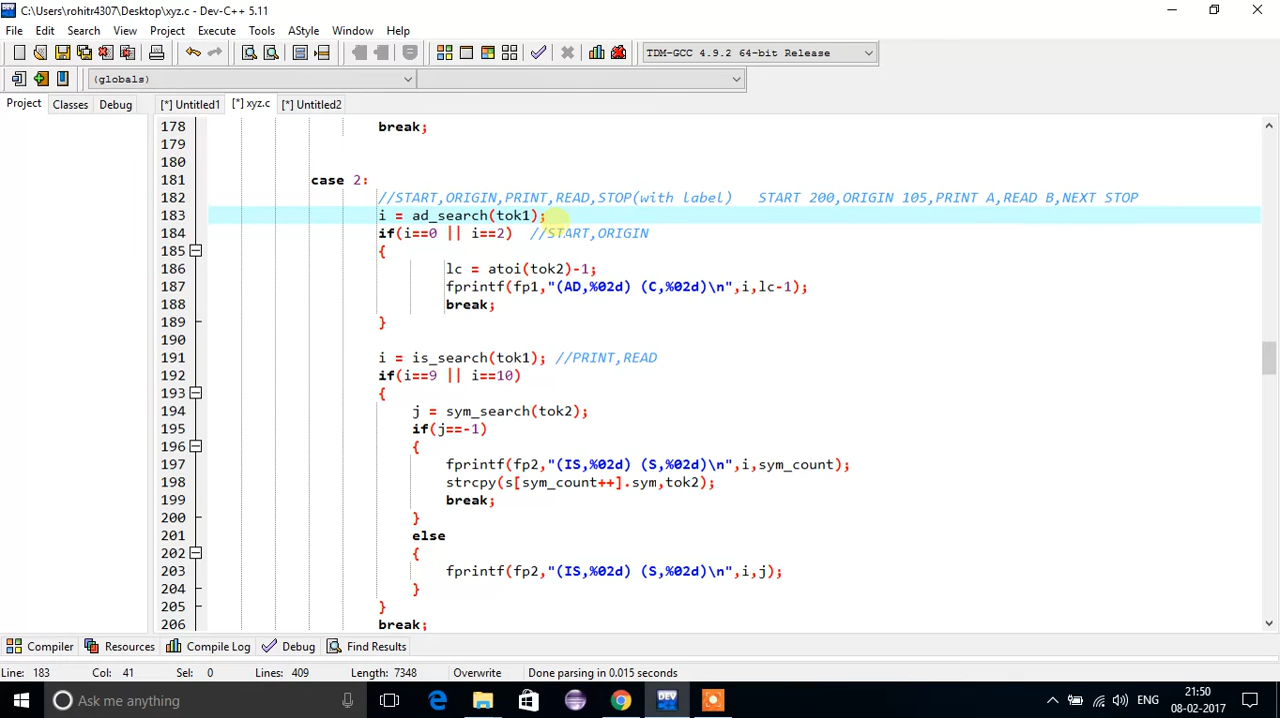 C:\Users\rohitr4307\Desktop\xyz.c - Dev-C++ 5.11
File Edit Search View Project Execute Tools AStyle Window Help
TDM-GCC 4.9.2 64-bit Release
(globals)
Project Classes Debug [*] Untitled1 [*] xyz.c [*] Untitled2
178 break;
179
180
181 case 2:
182 //START,ORIGIN,PRINT,READ,STOP(with label) START 200,ORIGIN 105,PRINT A,READ B,NEXT STOP
183 i = ad_search(tok1);
184 if(i==0 || i==2) //START,ORIGIN
185 {
186 lc = atoi(tok2)-1;
187 fprintf(fp1,"(AD,%02d) (C,%02d)\n",i,lc-1);
188 break;
189 }
190
191 i = is_search(tok1); //PRINT,READ
192 if(i==9 || i==10)
193 {
194 j = sym_search(tok2);
195 if(j==-1)
196 {
197 fprintf(fp2,"(IS,%02d) (S,%02d)\n",i,sym_count);
198 strcpy(s[sym_count++].sym,tok2);
199 break;
200 }
201 else
202 {
203 fprintf(fp2,"(IS,%02d) (S,%02d)\n",i,j);
204 }
205 }
206 break;
Compiler Resources Compile Log Debug Find Results
Line: 183 Col: 41 Sel: 0 Lines: 409 Length: 7348 Overwrite Done parsing in 0.015 seconds
Ask me anything DEV ENG 21:50
08-02-2017